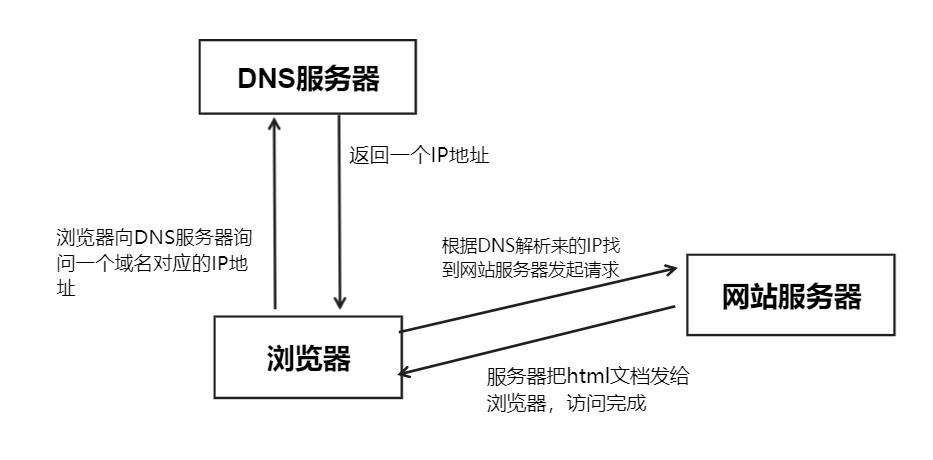 DNS服务器
返回一个IP地址
浏览器向DNS服务器询
问一个域名对应的IP地
址
根据DNS解析来的IP找
到网站服务器发起请求
网站服务器
浏览器
服务器把html文档发给
浏览器，访问完成